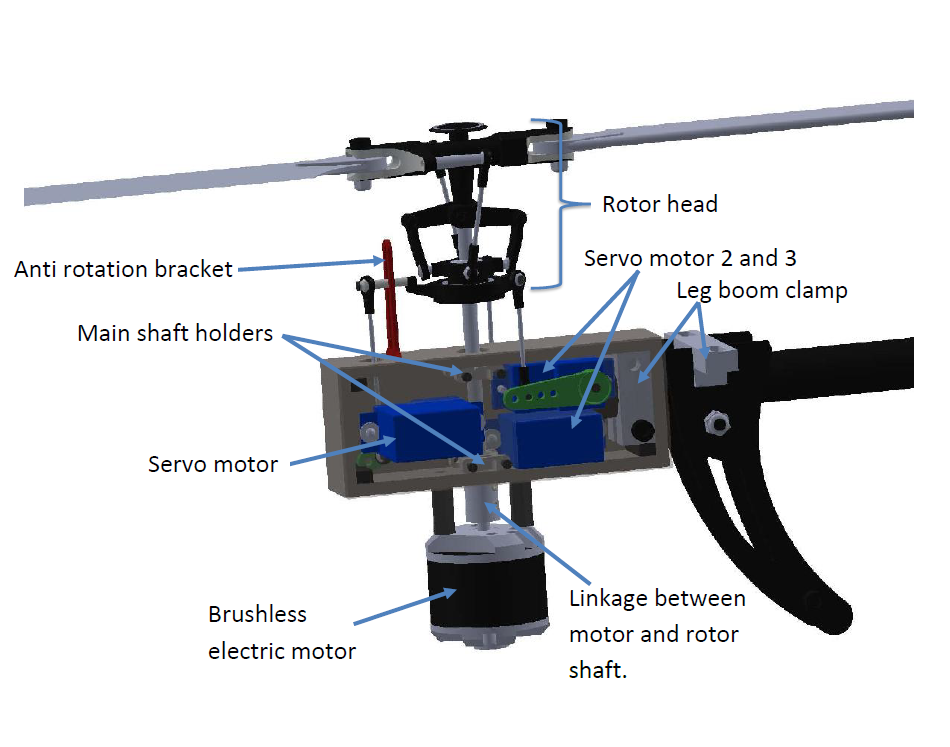 Rotor head
Anti rotation bracket
Servo motor 2 and 3
Leg boom clamp
Main shaft holders
Servo motor
Brushless
electric motor
Linkage between
motor and rotor
shaft.